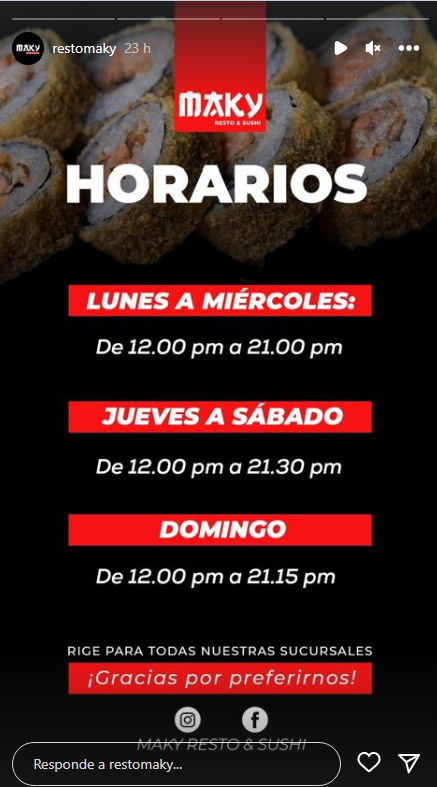 MAKY
restomaky 23 h
MAKY
RESTO & SUSHI
HORARIOS
LUNES A MIÉRCOLES:
De 12.00 pm a 21.00 pm
JUEVES A SÁBADO
De 12.00 pm a 21.30 pm
DOMINGO
De 12.00 pm a 21.15 pm
RIGE PARA TODAS NUESTRAS SUCURSALES
¡Gracias por preferirnos!
MAKY RESTO & SUSHI
Responde a restomaky...